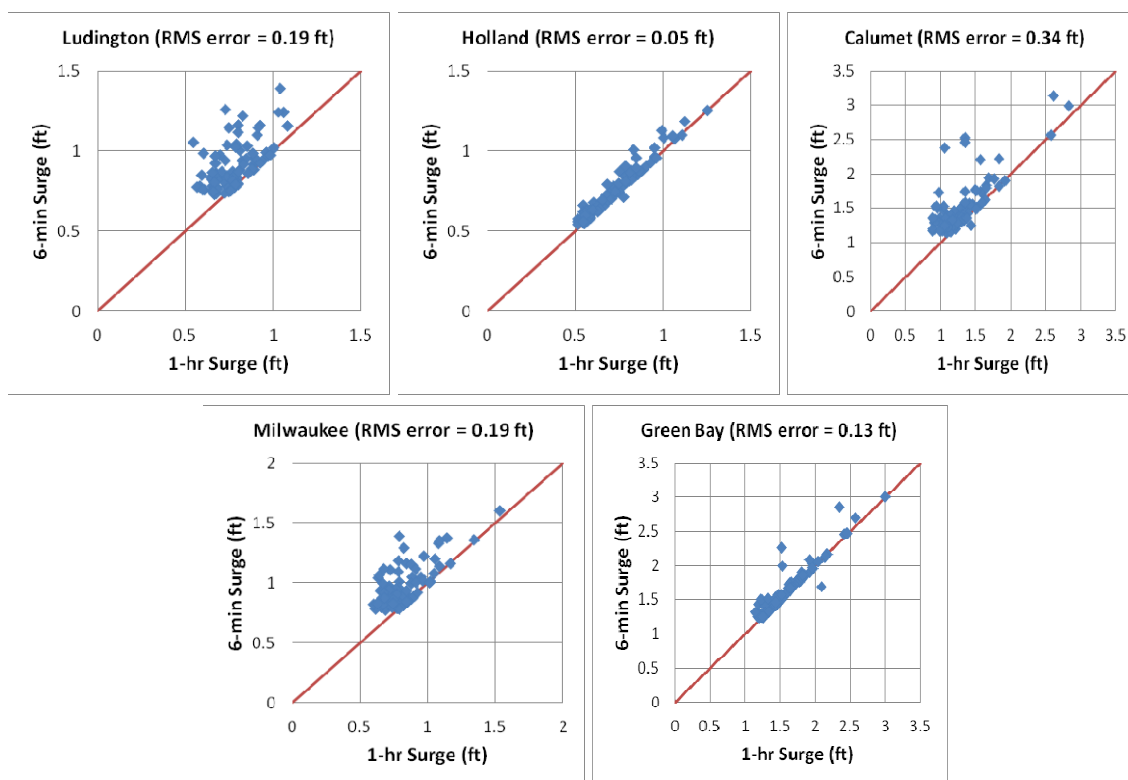 Ludington (RMS error = 0.19 ft)
1.5
1
0.5
0
0 0.5 1 1.5
6-min Surge (ft)
1-hr Surge (ft)
Holland (RMS error = 0.05 ft)
1.5
1
0.5
0
0 0.5 1 1.5
6-min Surge (ft)
1-hr Surge (ft)
Calumet (RMS error = 0.34 ft)
3.5
3
2.5
2
1.5
1
0.5
0
0 0.5 1 1.5 2 2.5 3 3.5
6-min Surge (ft)
1-hr Surge (ft)
Milwaukee (RMS error = 0.19 ft)
2
1.5
1
0.5
0
0 0.5 1 1.5 2
6-min Surge (ft)
1-hr Surge (ft)
Green Bay (RMS error = 0.13 ft)
3.5
3
2.5
2
1.5
1
0.5
0
0 0.5 1 1.5 2 2.5 3 3.5
6-min Surge (ft)
1-hr Surge (ft)